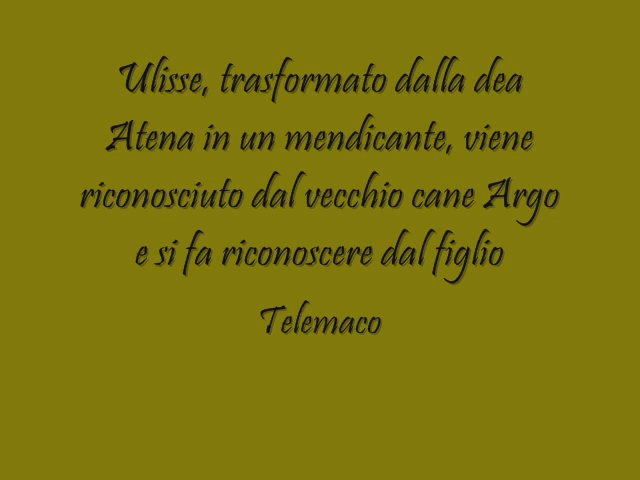 Ulisse, trasformato dalla dea
Atena in un mendicante, viene
riconosciuto dal vecchio cane Argo
e si fa riconoscere dal figlio
Telemaco